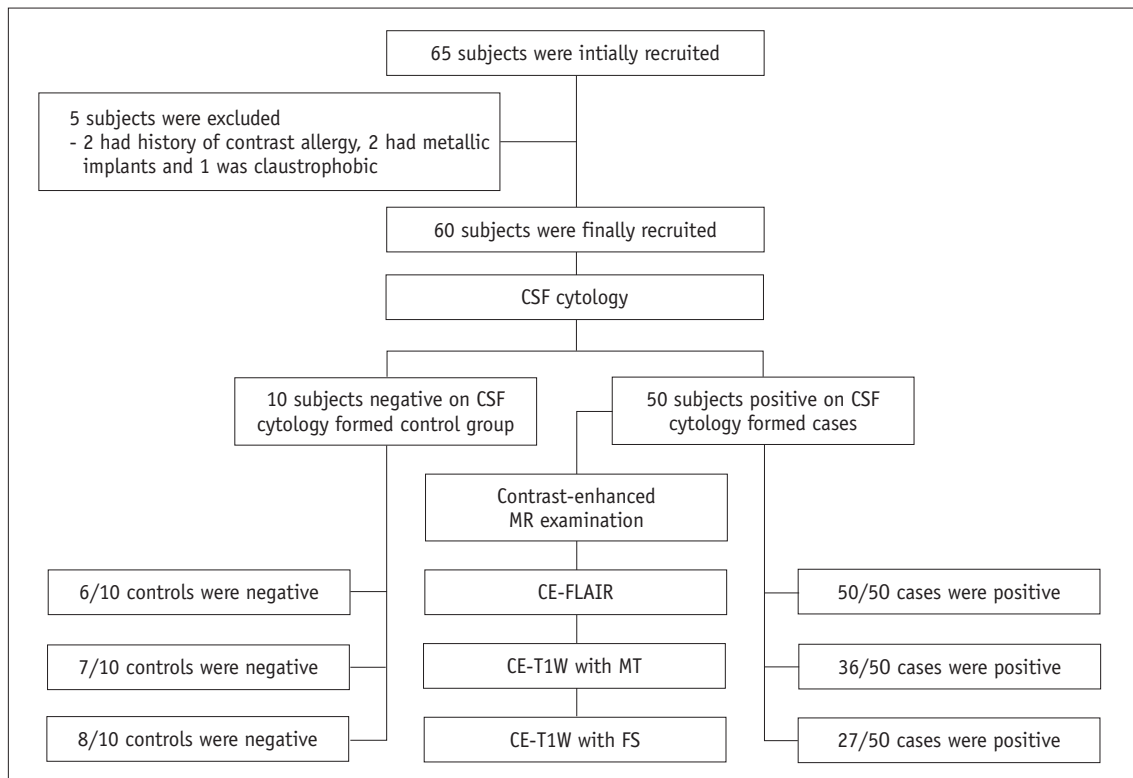 65 subjects were intially recruited
5 subjects were excluded
- 2 had history of contrast allergy, 2 had metallic
implants and 1 was claustrophobic
60 subjects were finally recruited
CSF cytology
10 subjects negative on CSF
cytology formed control group
50 subjects positive on CSF
cytology formed cases
Contrast-enhanced
MR examination
6/10 controls were negative
CE-FLAIR
50/50 cases were positive
7/10 controls were negative
CE-T1W with MT
36/50 cases were positive
8/10 controls were negative
CE-T1W with FS
27/50 cases were positive